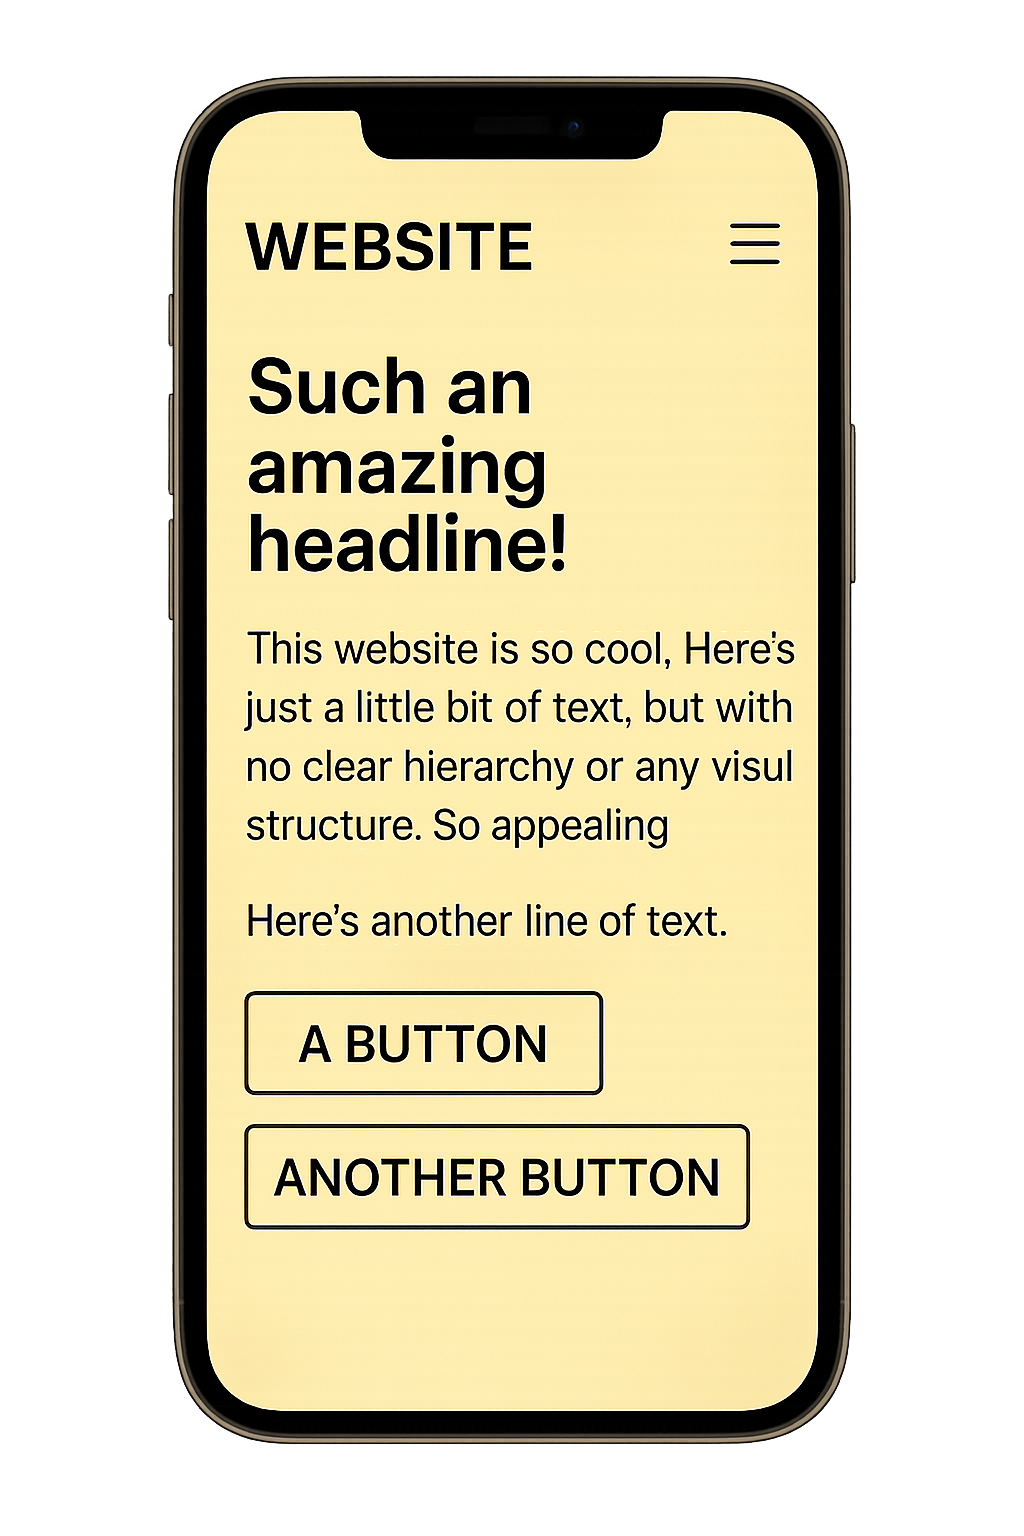 WEBSITE
Such an
amazing
headline!
This website is so cool, Here's
just a little bit of text, but with
no clear hierarchy or any visul
structure. So appealing
Here’s another line of text.
A BUTTON
ANOTHER BUTTON